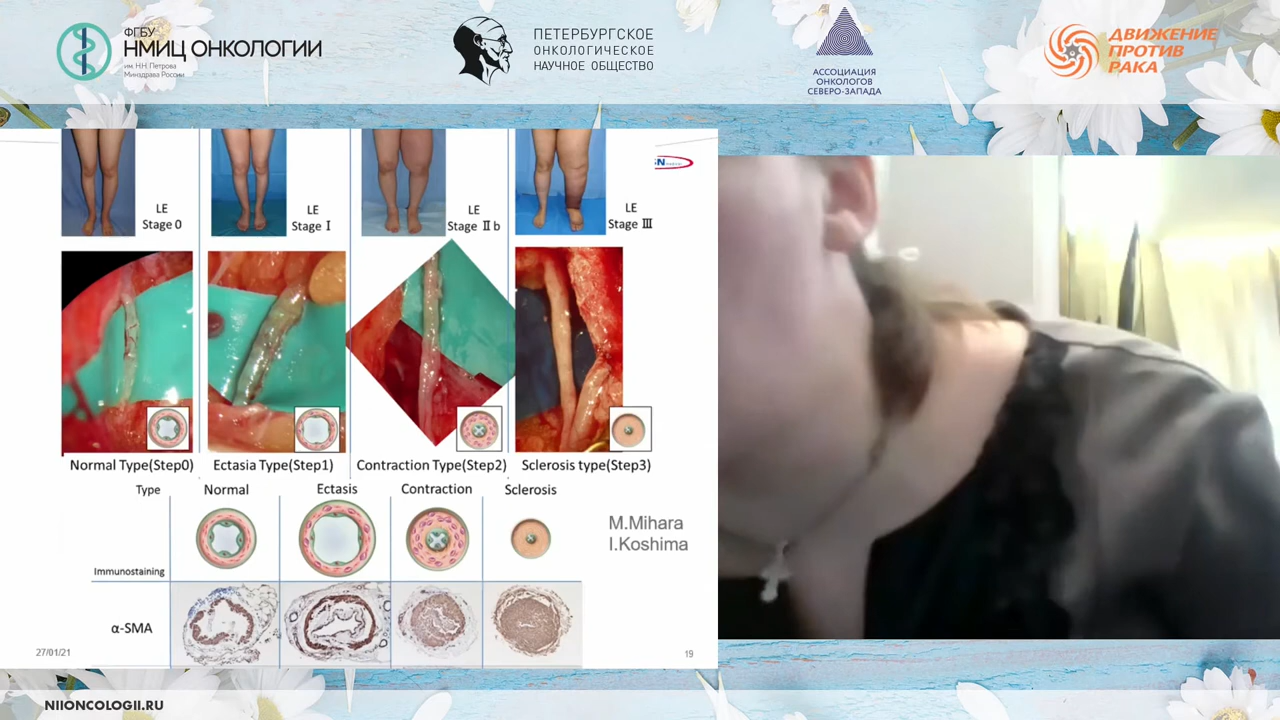 ФГБУ
НМИЦ ОНКОЛОГИИ
им. Н.Н. Петрова
Минздрава России
ПЕТЕРБУРГСКОЕ
ОНКОЛОГИЧЕСКОЕ
НАУЧНОЕ ОБЩЕСТВО
АССОЦИАЦИЯ
ОНКОЛОГОВ
СЕВЕРО-ЗАПАДА
ДВИЖЕНИЕ
ПРОТИВ
РАКА
LE
Stage 0
LE
Stage Ⅰ
LE
Stage Ⅱb
LE
Stage Ⅲ
Normal Type(Step0)
Ectasia Type(Step1)
Contraction Type(Step2)
Sclerosis type(Step3)
Type
Normal
Ectasis
Contraction
Sclerosis
M.Mihara
I.Koshima
Immunostaining
α-SMA
27/01/21
19
NIIONCOLOGII.RU